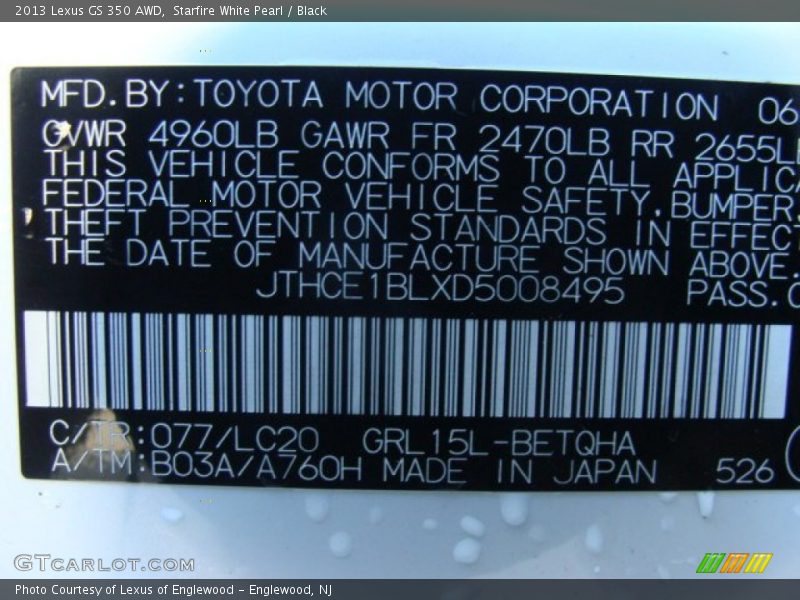 2013 Lexus GS 350 AWD, Starfire White Pearl / Black
MFD.BY:TOYOTA MOTOR CORPORATION 06
GVWR 4960LB GAWR FR 2470LB RR 2655L
THIS VEHICLE CONFORMS TO ALL APPLIC
FEDERAL MOTOR VEHICLE SAFETY,BUMPER,
THEFT PREVENTION STANDARDS IN EFFECT
THE DATE OF MANUFACTURE SHOWN ABOVE.
JTHCE1BLXD5008495 PASS.C
C/TR:077/LC20 GRL15L-BETQHA
A/TM:B03A/A760H MADE IN JAPAN 526
GTCARLOT.COM
Photo Courtesy of Lexus of Englewood - Englewood, NJ